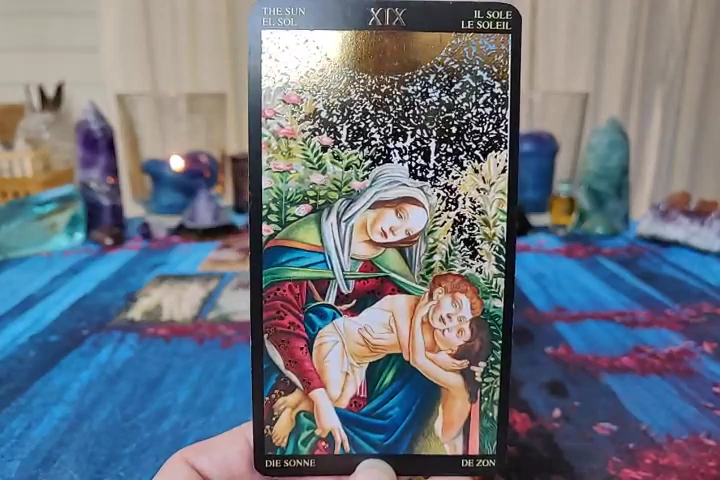 THE SUN
EL SOL
XIX
IL SOLE
LE SOLEIL
DIE SONNE
DE ZON